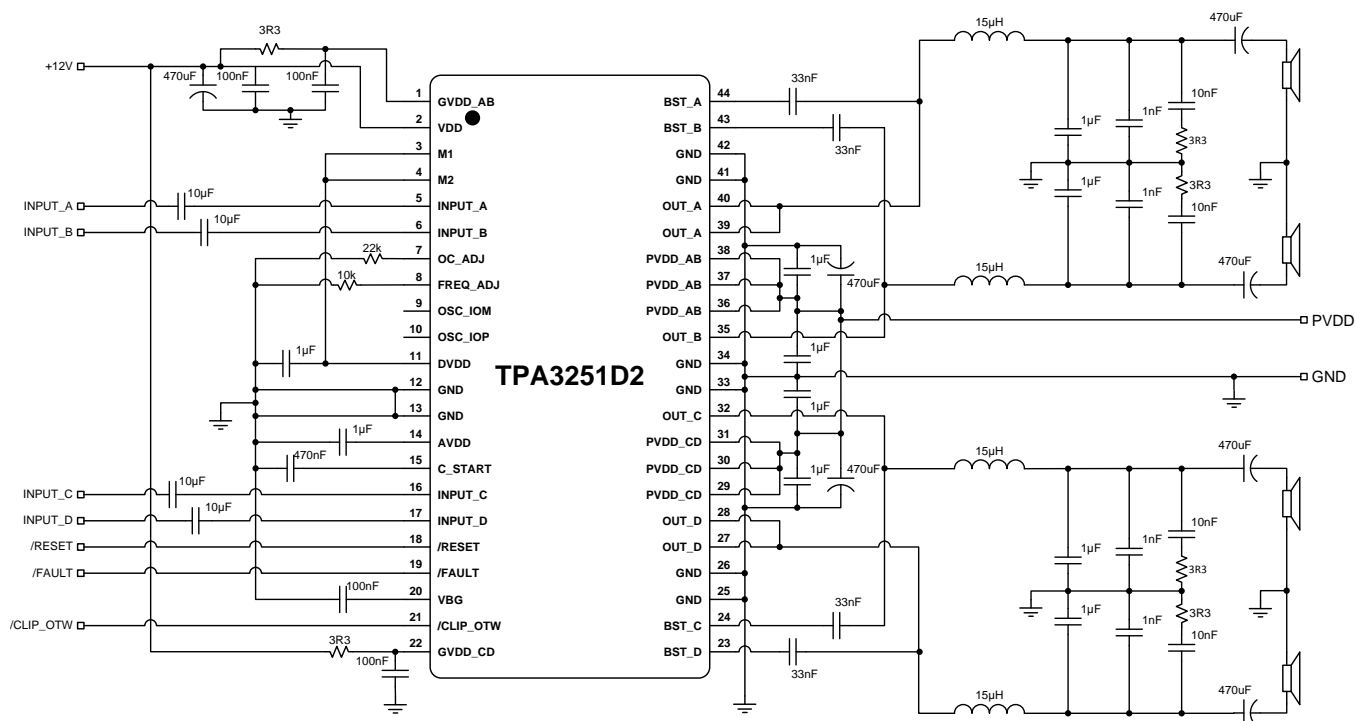 +12V
3R3
470uF
100nF
100nF
INPUT_A
10µF
INPUT_B
10µF
22k
10k
1µF
1µF
470nF
INPUT_C
10µF
INPUT_D
10µF
/RESET
/FAULT
100nF
/CLIP_OTW
3R3
100nF
1 GVDD_AB
2 VDD
3 M1
4 M2
5 INPUT_A
6 INPUT_B
7 OC_ADJ
8 FREQ_ADJ
9 OSC_IOM
10 OSC_IOP
11 DVDD
12 GND
13 GND
14 AVDD
15 C_START
16 INPUT_C
17 INPUT_D
18 /RESET
19 /FAULT
20 VBG
21 /CLIP_OTW
22 GVDD_CD
TPA3251D2
BST_A 44
BST_B 43
GND 42
GND 41
OUT_A 40
OUT_A 39
PVDD_AB 38
PVDD_AB 37
PVDD_AB 36
OUT_B 35
GND 34
GND 33
OUT_C 32
PVDD_CD 31
PVDD_CD 30
PVDD_CD 29
OUT_D 28
OUT_D 27
GND 26
GND 25
BST_C 24
BST_D 23
33nF
33nF
1µF
470uF
1µF
1µF
1µF
470uF
33nF
33nF
15µH
470uF
1µF
1nF
10nF
3R3
1µF
1nF
3R3
10nF
15µH
470uF
PVDD
GND
15µH
470uF
1µF
1nF
10nF
3R3
1µF
1nF
3R3
10nF
15µH
470uF